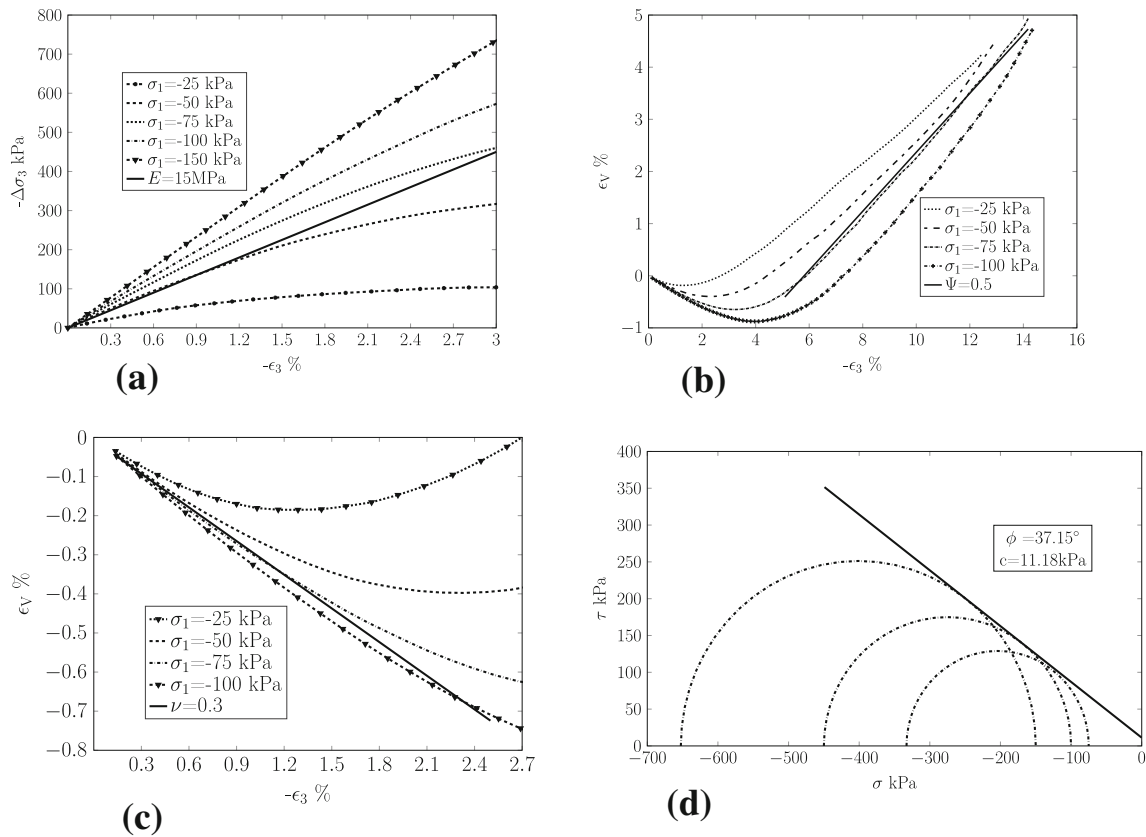 800
700
600
500
400
300
200
100
0
-Δσ3 kPa
σ1=-25 kPa
σ1=-50 kPa
σ1=-75 kPa
σ1=-100 kPa
σ1=-150 kPa
E=15MPa
0.3 0.6 0.9 1.2 1.5 1.8 2.1 2.4 2.7 3
-ϵ3 %
(a)
5
4
3
2
1
0
−1
ϵV %
σ1=-25 kPa
σ1=-50 kPa
σ1=-75 kPa
σ1=-100 kPa
Ψ=0.5
0 2 4 6 8 10 12 14 16
-ϵ3 %
(b)
0
−0.1
−0.2
−0.3
−0.4
−0.5
−0.6
−0.7
−0.8
ϵV %
σ1=-25 kPa
σ1=-50 kPa
σ1=-75 kPa
σ1=-100 kPa
ν=0.3
0.3 0.6 0.9 1.2 1.5 1.8 2.1 2.4 2.7
-ϵ3 %
(c)
400
350
300
250
200
150
100
50
0
τ kPa
ϕ =37.15°
c=11.18kPa
−700 −600 −500 −400 −300 −200 −100 0
σ kPa
(d)